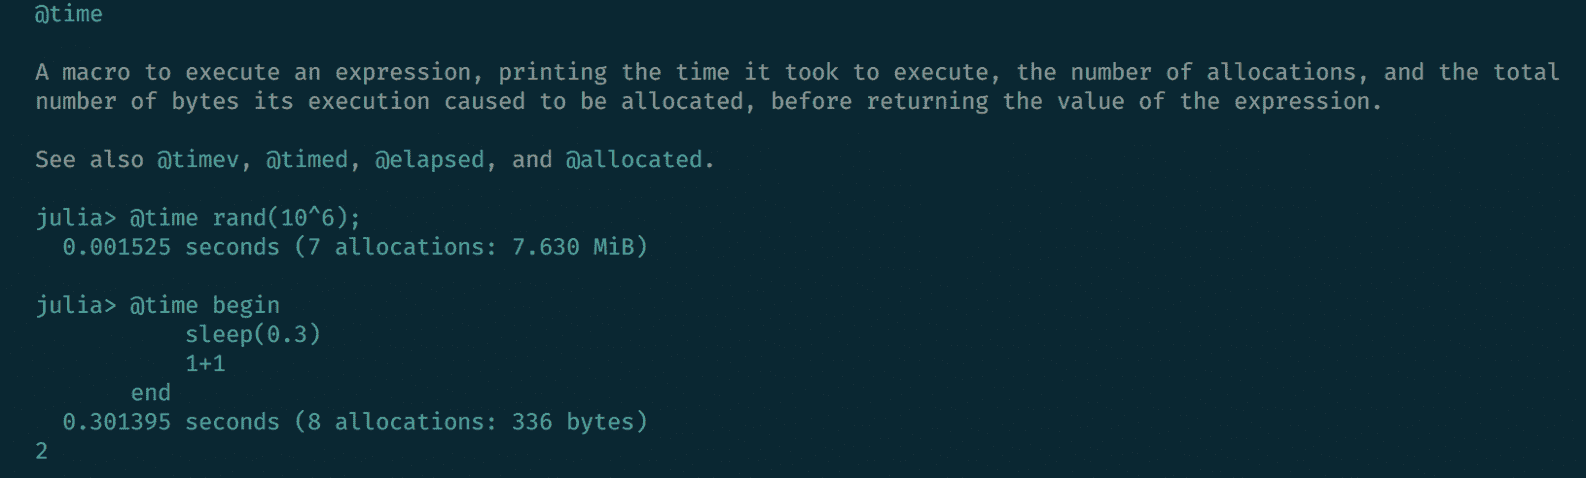 @time
A macro to execute an expression, printing the time it took to execute, the number of allocations, and the total
number of bytes its execution caused to be allocated, before returning the value of the expression.
See also @timev, @timed, @elapsed, and @allocated.
julia> @time rand(10^6);
0.001525 seconds (7 allocations: 7.630 MiB)
julia> @time begin
sleep(0.3)
1+1
end
0.301395 seconds (8 allocations: 336 bytes)
2